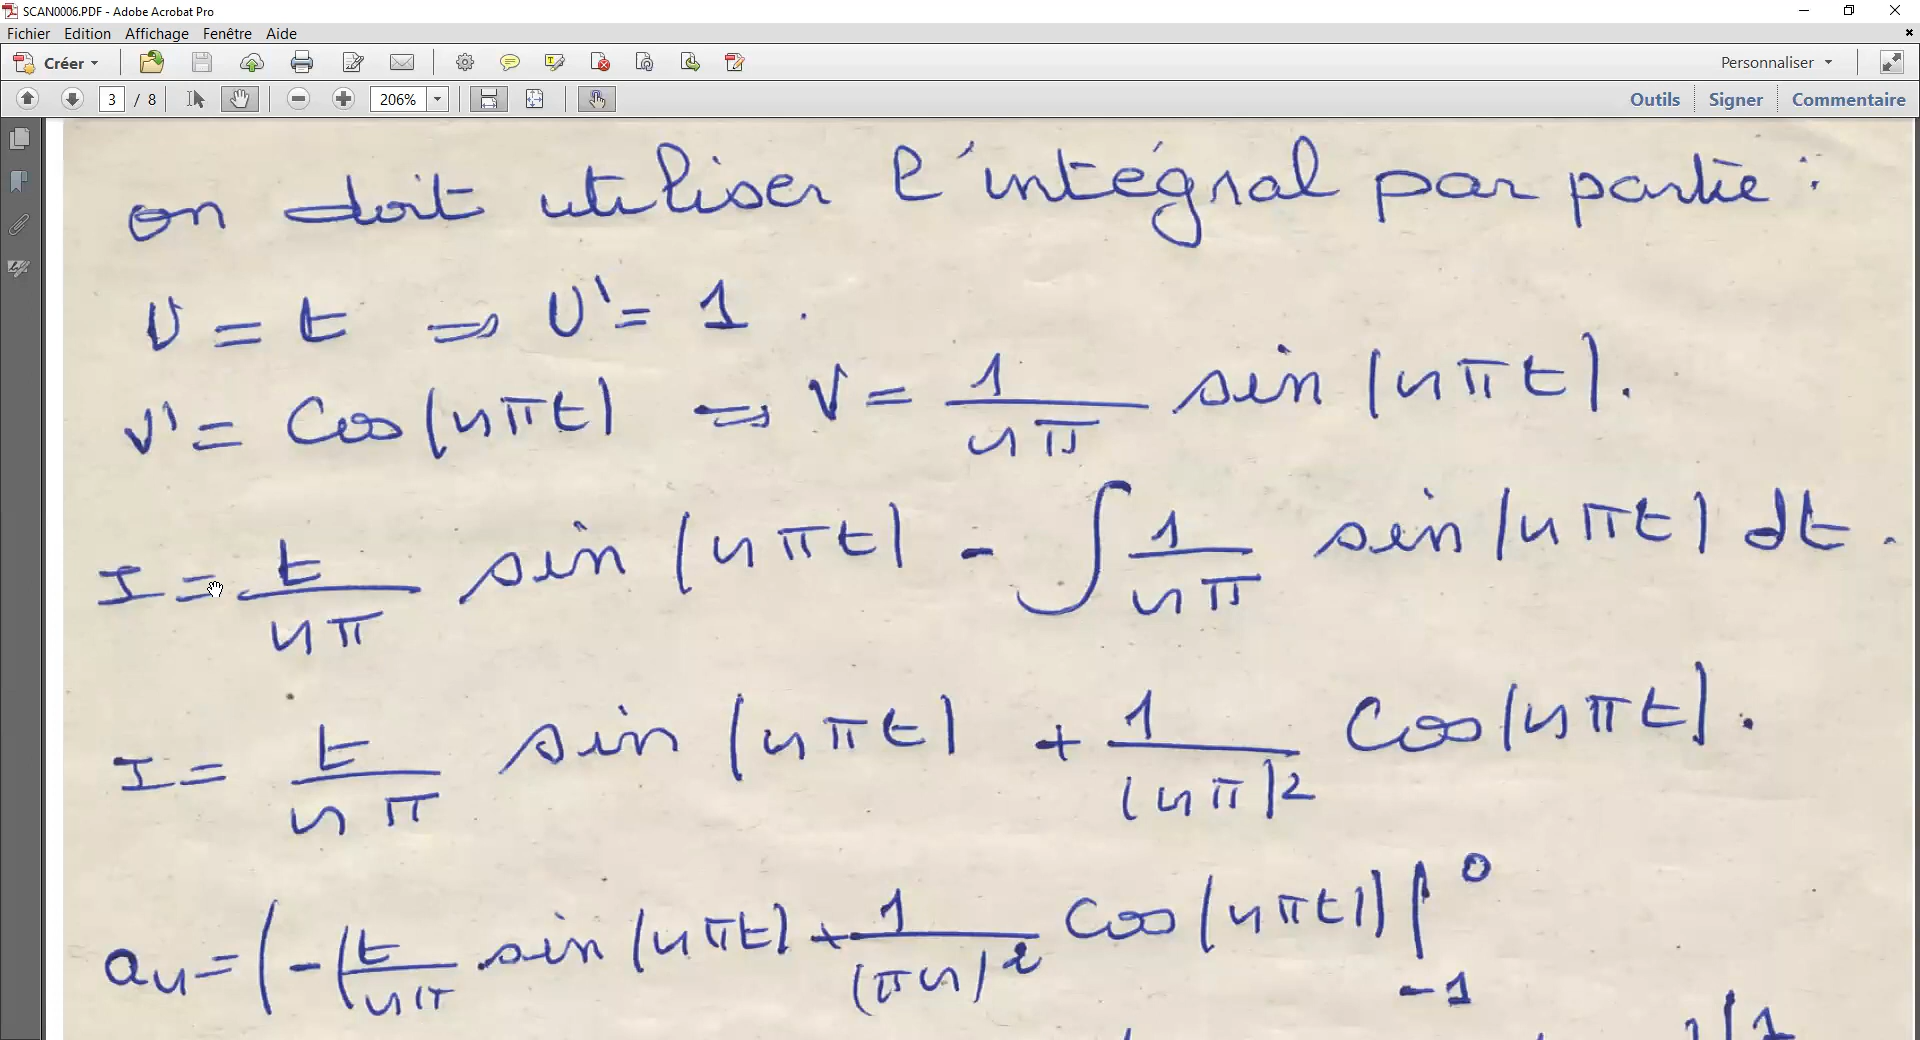 SCAN0006.PDF - Adobe Acrobat Pro
Fichier Edition Affichage Fenêtre Aide
Créer Personnaliser
3 / 8 206% Outils Signer Commentaire
on doit utiliser l'intégral par partie :
U = t ⇒ U' = 1 .
V' = Cos(nπt) ⇒ V = 1/(nπ) sin(nπt).
I = t/(nπ) sin(nπt) - ∫ 1/(nπ) sin(nπt) dt.
I = t/(nπ) sin(nπt) + 1/(nπ)² Cos(nπt).
an = (-(t/(nπ) sin(nπt) + 1/(πn)² Cos(nπt))|⁰₋₁